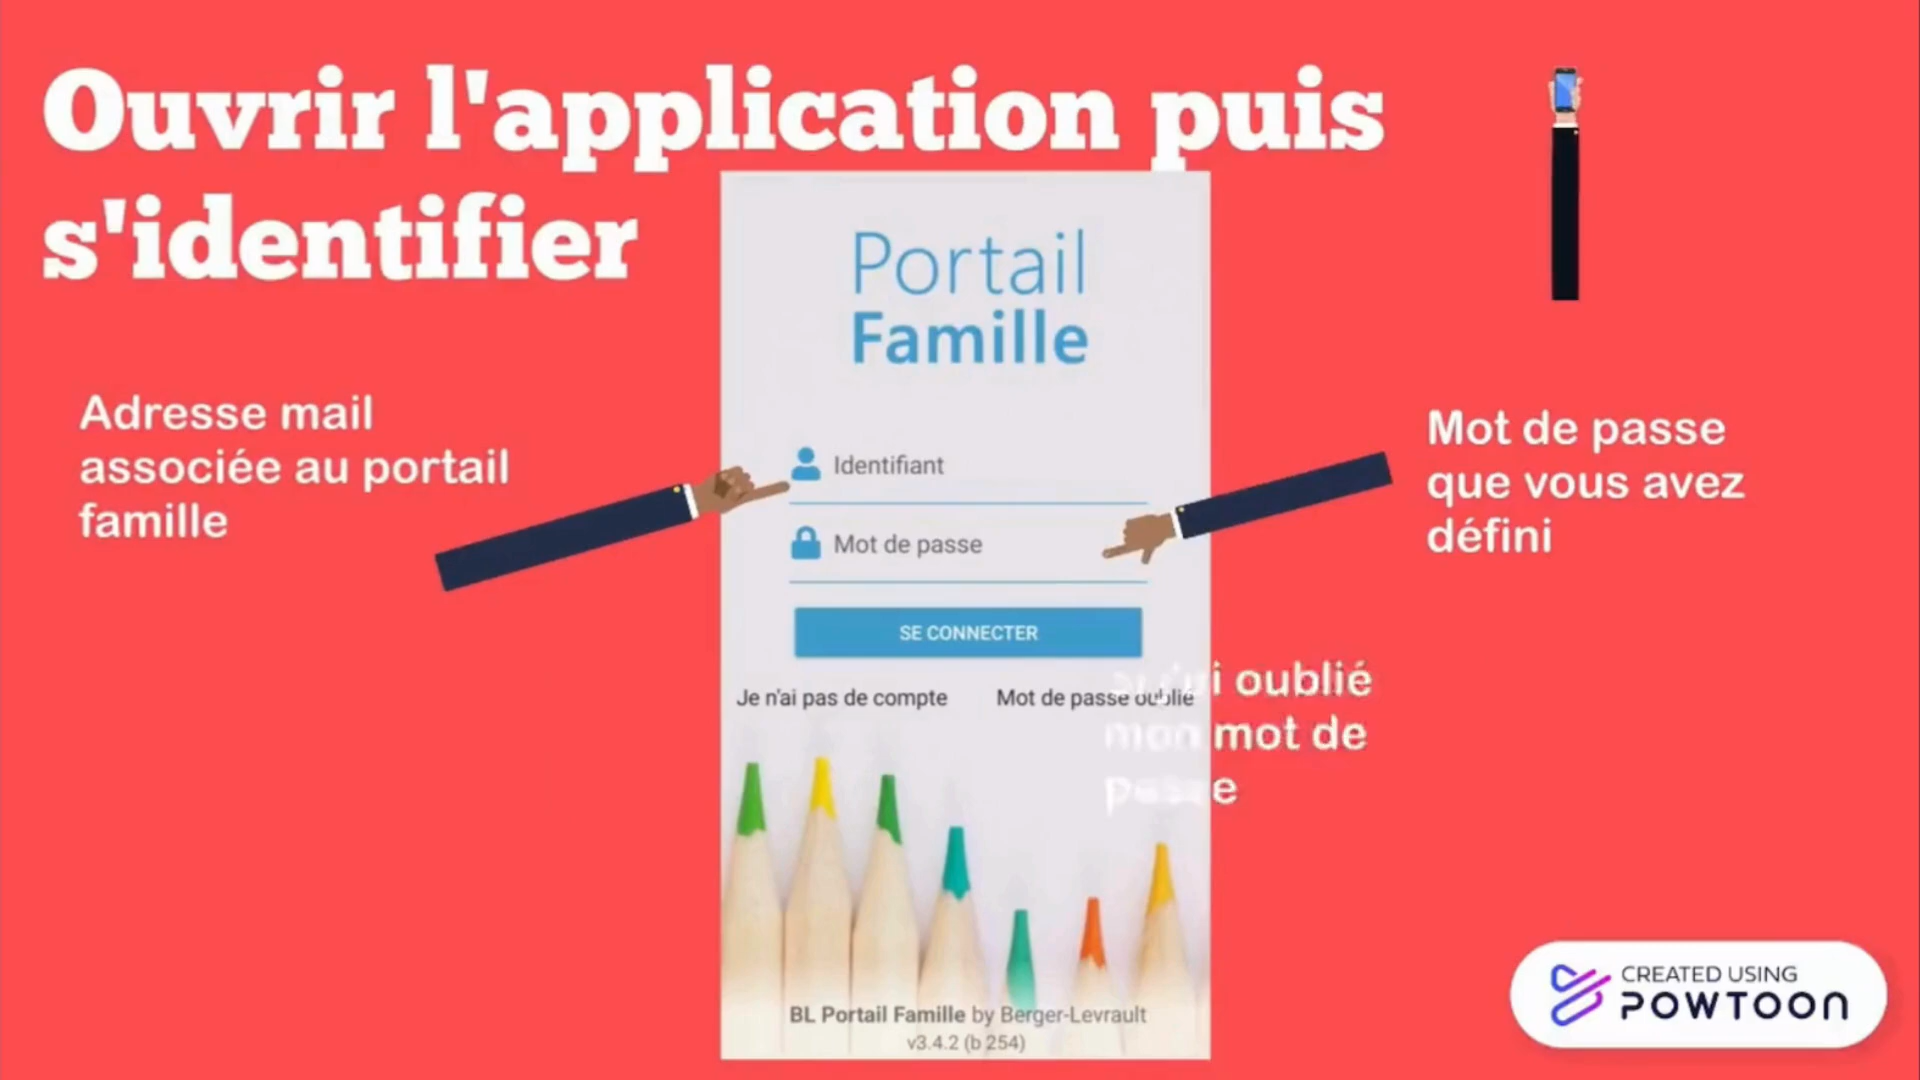 Ouvrir l'application puis
s'identifier
Portail
Famille
Adresse mail
associée au portail
famille
Identifiant
Mot de passe
Mot de passe
que vous avez
défini
SE CONNECTER
Je n'ai pas de compte
Mot de passe oublié
oublié
mon mot de
passe
BL Portail Famille by Berger-Levrault
v3.4.2 (b 254)
CREATED USING
POWTOON